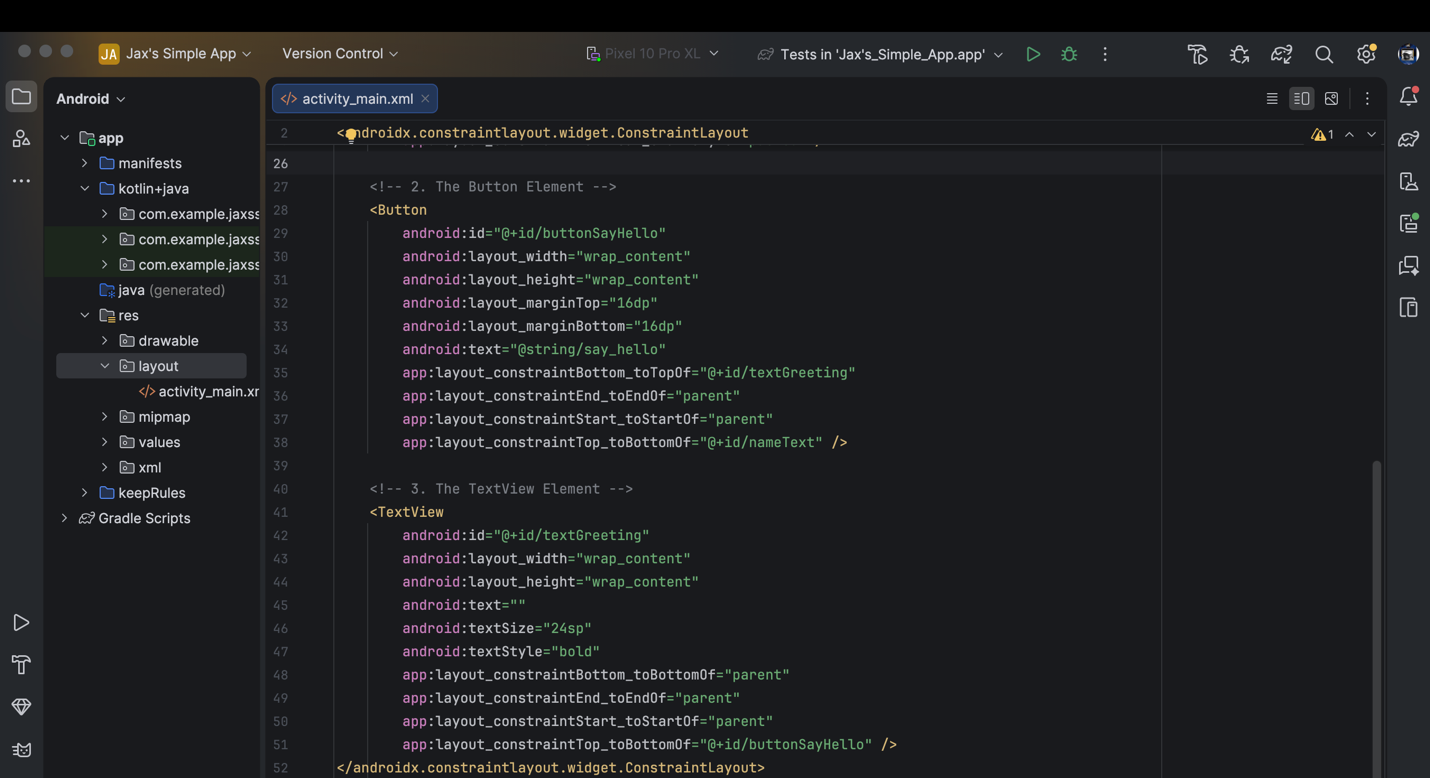 JA Jax's Simple App Version Control Pixel 10 Pro XL Tests in 'Jax's_Simple_App.app'
Android
app
manifests
kotlin+java
com.example.jaxss
com.example.jaxss
com.example.jaxss
java (generated)
res
drawable
layout
</> activity_main.xm
mipmap
values
xml
keepRules
Gradle Scripts
</> activity_main.xml
2 <androidx.constraintlayout.widget.ConstraintLayout 1
26
27 <!-- 2. The Button Element -->
28 <Button
29 android:id="@+id/buttonSayHello"
30 android:layout_width="wrap_content"
31 android:layout_height="wrap_content"
32 android:layout_marginTop="16dp"
33 android:layout_marginBottom="16dp"
34 android:text="@string/say_hello"
35 app:layout_constraintBottom_toTopOf="@+id/textGreeting"
36 app:layout_constraintEnd_toEndOf="parent"
37 app:layout_constraintStart_toStartOf="parent"
38 app:layout_constraintTop_toBottomOf="@+id/nameText" />
39
40 <!-- 3. The TextView Element -->
41 <TextView
42 android:id="@+id/textGreeting"
43 android:layout_width="wrap_content"
44 android:layout_height="wrap_content"
45 android:text=""
46 android:textSize="24sp"
47 android:textStyle="bold"
48 app:layout_constraintBottom_toBottomOf="parent"
49 app:layout_constraintEnd_toEndOf="parent"
50 app:layout_constraintStart_toStartOf="parent"
51 app:layout_constraintTop_toBottomOf="@+id/buttonSayHello" />
52 </androidx.constraintlayout.widget.ConstraintLayout>